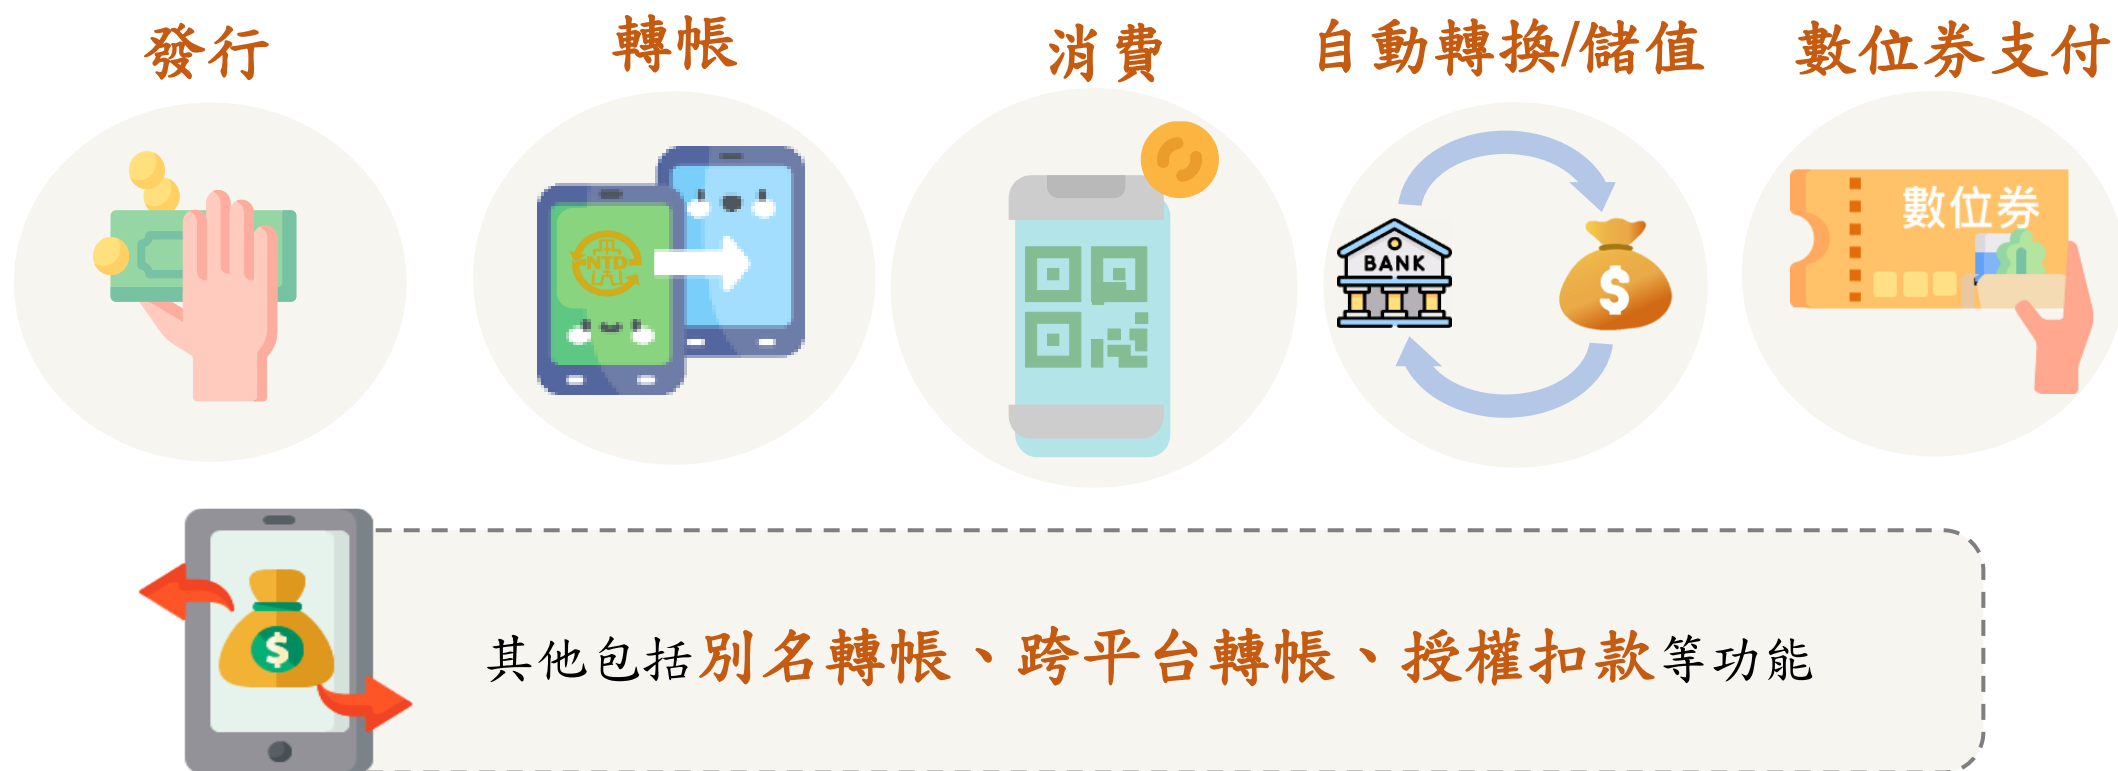 發行
轉帳
消費
自動轉換/儲值
數位券支付
NTD
BANK
$
數位券
$
其他包括別名轉帳、跨平台轉帳、授權扣款等功能